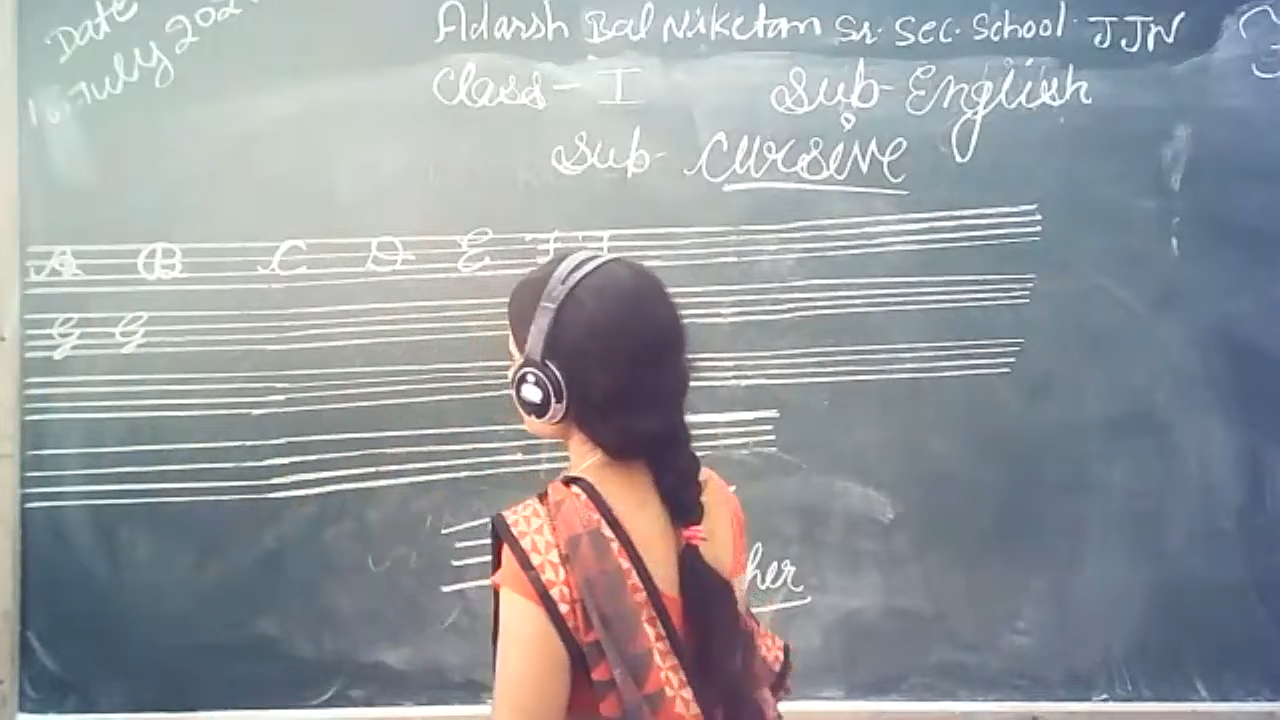 Date
16 July 202
Adarsh Bal Niketan Sr. Sec. School JJN
Class - I Sub- English
Sub- Cursive
A B C D E F F
G G
her